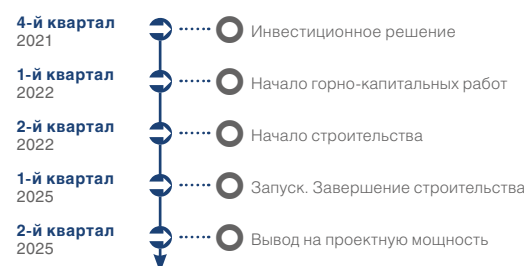 4-й квартал
2021
Инвестиционное решение
1-й квартал
2022
Начало горно-капитальных работ
2-й квартал
2022
Начало строительства
1-й квартал
2025
Запуск. Завершение строительства
2-й квартал
2025
Вывод на проектную мощность